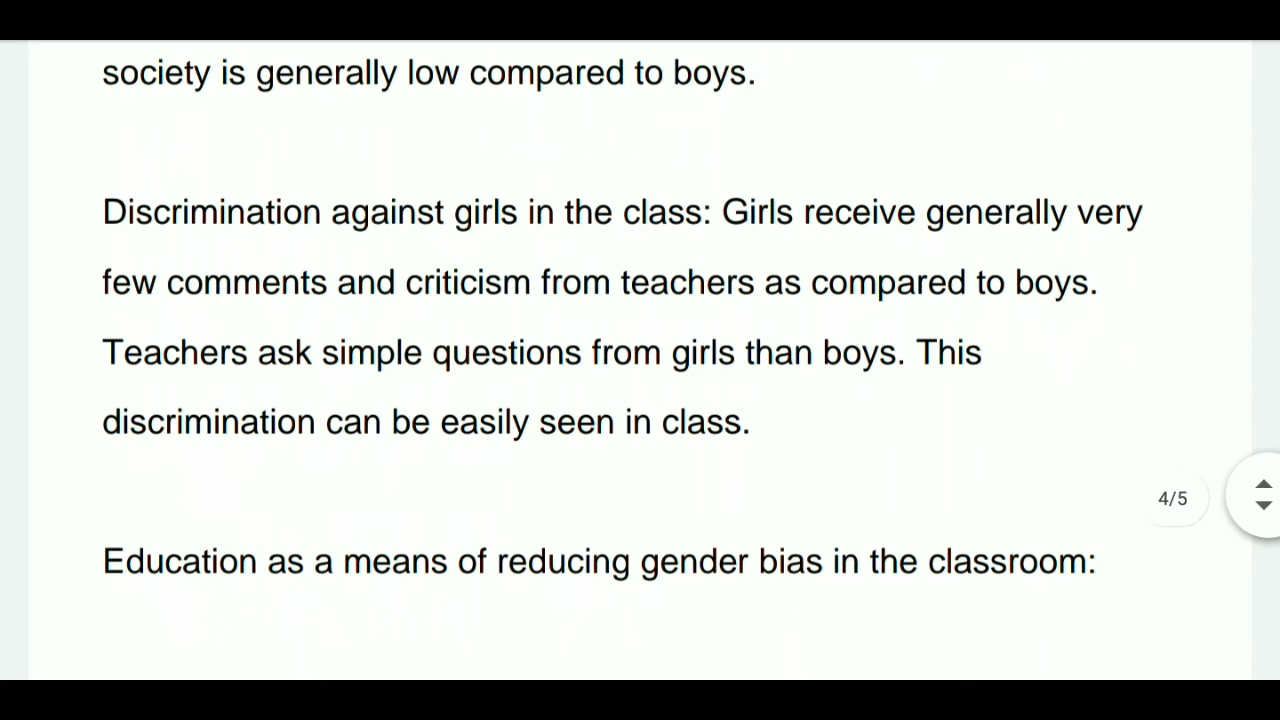 society is generally low compared to boys.
Discrimination against girls in the class: Girls receive generally very
few comments and criticism from teachers as compared to boys.
Teachers ask simple questions from girls than boys. This
discrimination can be easily seen in class.
4/5
Education as a means of reducing gender bias in the classroom: